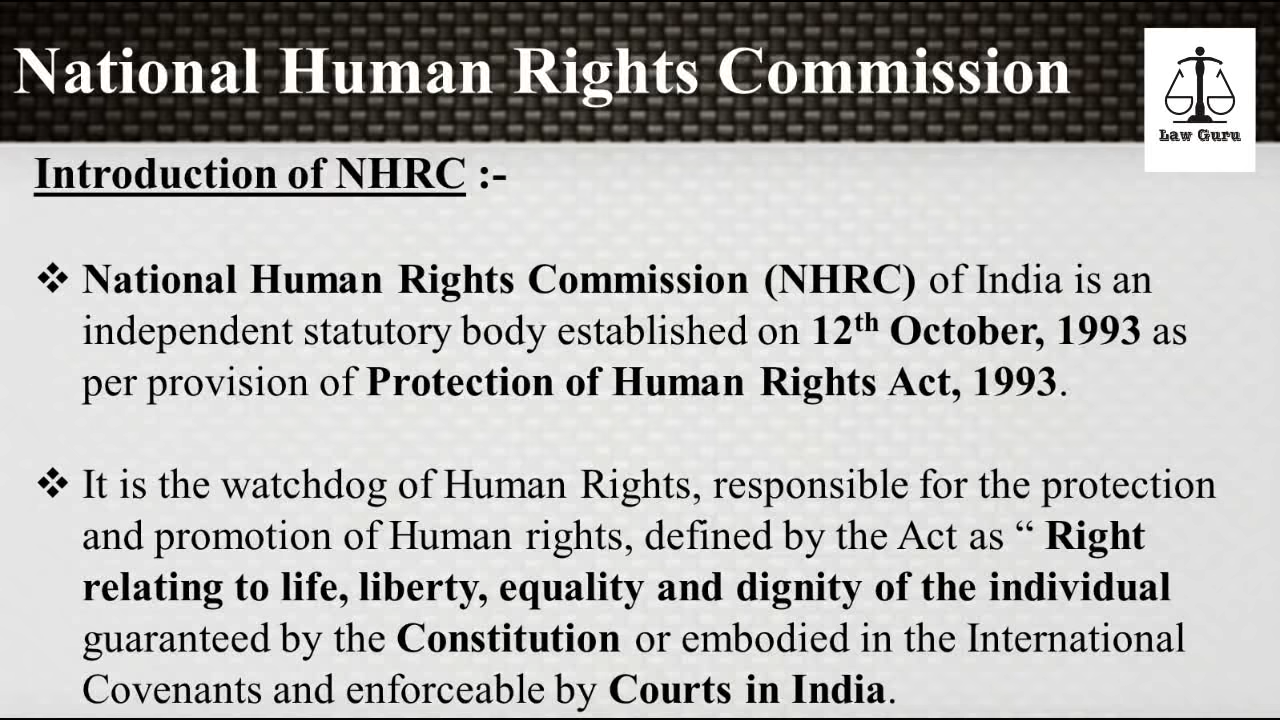 National Human Rights Commission
Law Guru
Introduction of NHRC :-
❖ National Human Rights Commission (NHRC) of India is an
independent statutory body established on 12th October, 1993 as
per provision of Protection of Human Rights Act, 1993.
❖ It is the watchdog of Human Rights, responsible for the protection
and promotion of Human rights, defined by the Act as “ Right
relating to life, liberty, equality and dignity of the individual
guaranteed by the Constitution or embodied in the International
Covenants and enforceable by Courts in India.